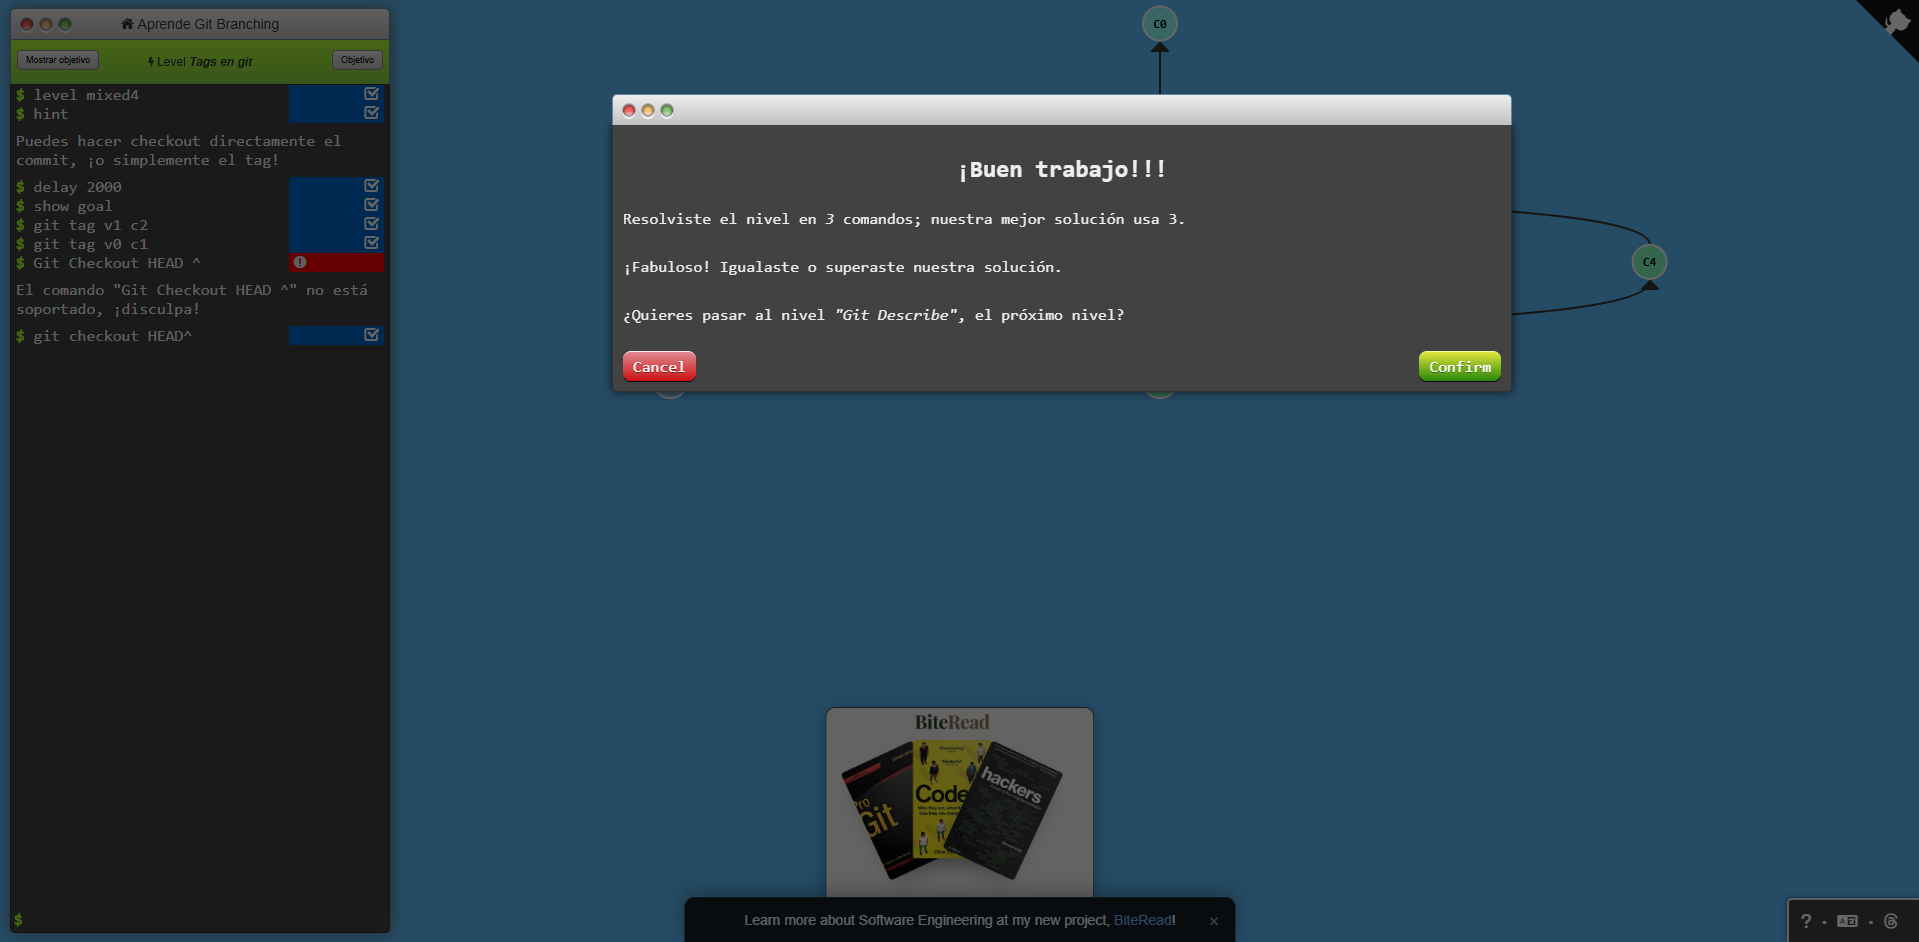 Aprende Git Branching
Mostrar objetivo
Level Tags en git
Objetivo
$ level mixed4
$ hint
Puedes hacer checkout directamente el
commit, ¡o simplemente el tag!
$ delay 2000
$ show goal
$ git tag v1 c2
$ git tag v0 c1
$ Git Checkout HEAD ^
El comando "Git Checkout HEAD ^" no está
soportado, ¡disculpa!
$ git checkout HEAD^
$
C0
¡Buen trabajo!!!
Resolviste el nivel en 3 comandos; nuestra mejor solución usa 3.
¡Fabuloso! Igualaste o superaste nuestra solución.
¿Quieres pasar al nivel "Git Describe", el próximo nivel?
Cancel
Confirm
C4
BiteRead
Pro
Git
Code
hackers
Learn more about Software Engineering at my new project, BiteRead!
×
?